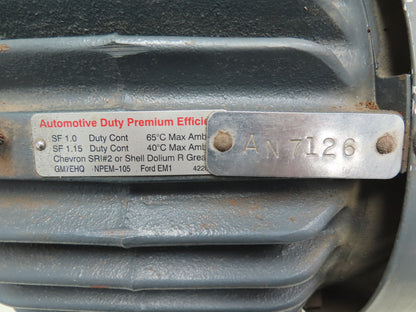 Automotive Duty Premium Efficie
SF 1.0 Duty Cont 65°C Max Amb
SF 1.15 Duty Cont 40°C Max Amb
Chevron SRI#2 or Shell Dolium R Grea
GM7EHQ NPEM-105 Ford EM1 422
AN7126